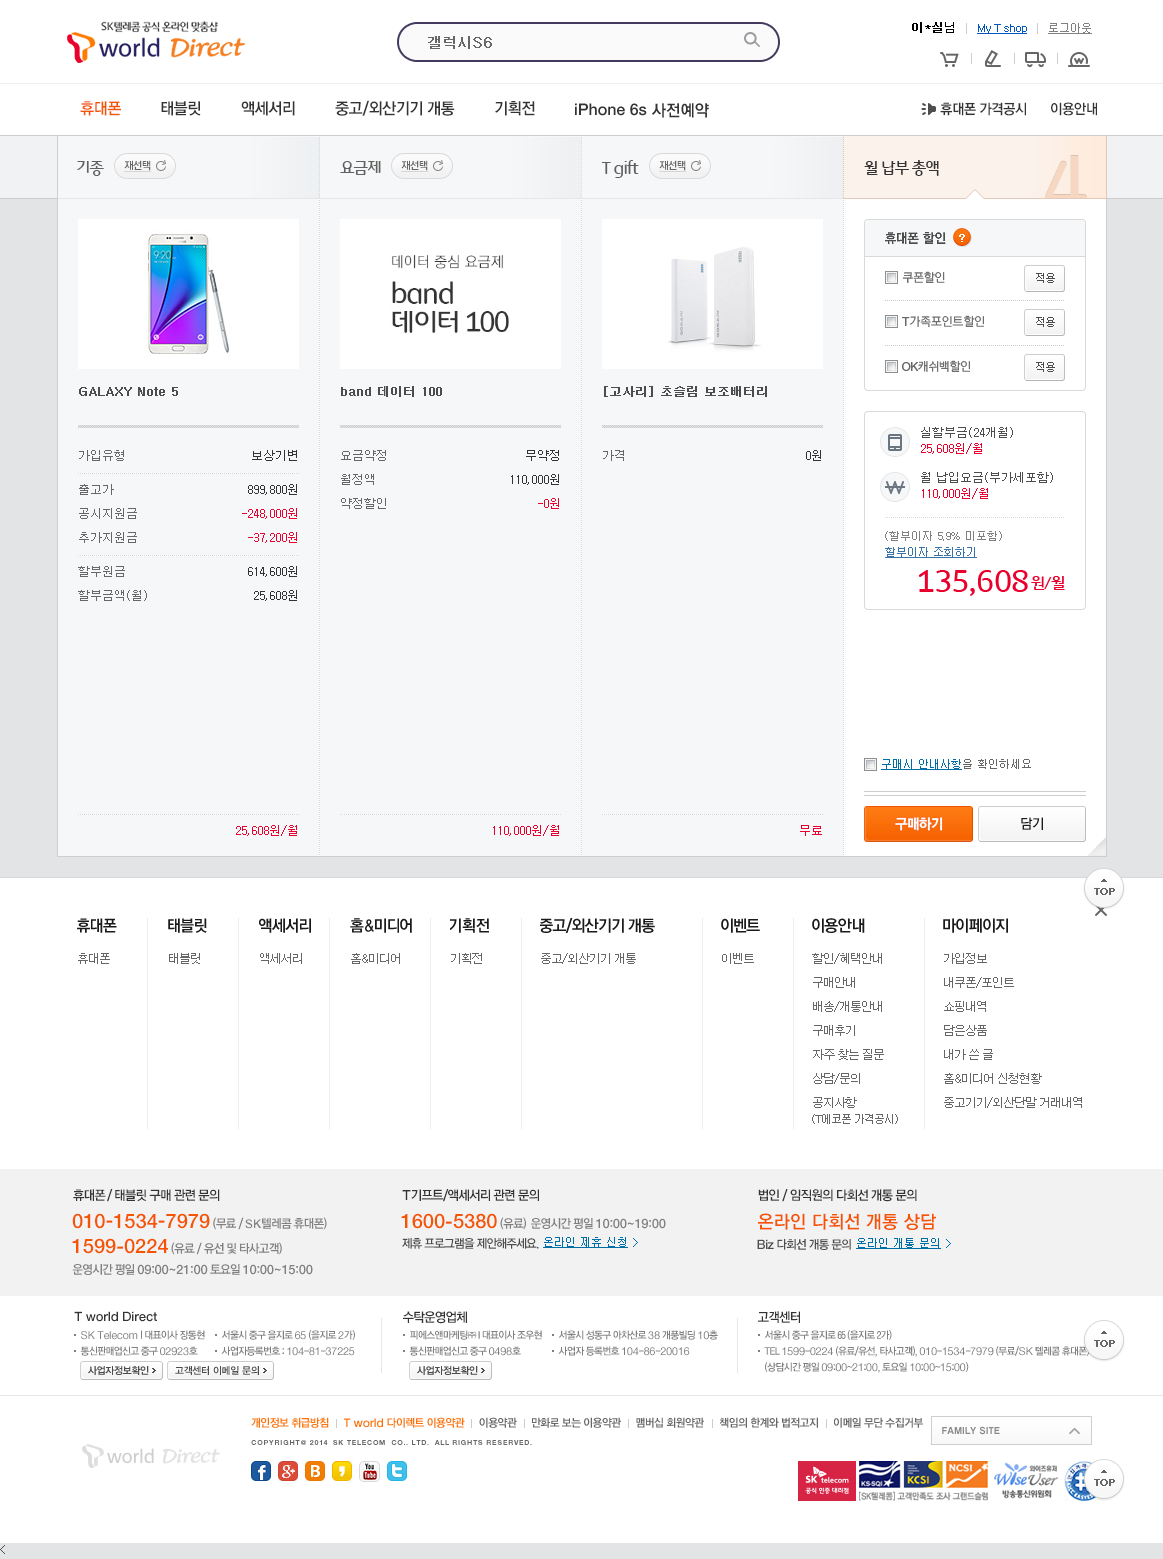 SK텔레콤 공식 온라인 맞춤샵
T world Direct
갤럭시S6
이*실님
My T shop
로그아웃
휴대폰
태블릿
액세서리
중고/외산기기 개통
기획전
iPhone 6s 사전예약
휴대폰 가격공시
이용안내
기종
재선택
요금제
재선택
T gift
재선택
월 납부 총액
4
데이터 중심 요금제
band
데이터 100
GALAXY Note 5
band 데이터 100
[고사리] 초슬림 보조배터리
가입유형 보상기변
출고가 899,800원
공시지원금 -248,000원
추가지원금 -37,200원
할부원금 614,600원
할부금액(월) 25,608원
25,608원/월
요금약정 무약정
월정액 110,000원
약정할인 -0원
110,000원/월
가격 0원
무료
휴대폰 할인 ?
쿠폰할인 적용
T가족포인트할인 적용
OK캐쉬백할인 적용
실할부금(24개월)
25,608원/월
월 납입요금(부가세포함)
110,000원/월
(할부이자 5.9% 미포함)
할부이자 조회하기
135,608 원/월
구매시 안내사항을 확인하세요
구매하기
담기
TOP
휴대폰
휴대폰
태블릿
태블릿
액세서리
액세서리
홈&미디어
홈&미디어
기획전
기획전
중고/외산기기 개통
중고/외산기기 개통
이벤트
이벤트
이용안내
할인/혜택안내
구매안내
배송/개통안내
구매후기
자주 찾는 질문
상담/문의
공지사항
(T에코폰 가격공시)
마이페이지
가입정보
내쿠폰/포인트
쇼핑내역
담은상품
내가 쓴 글
홈&미디어 신청현황
중고기기/외산단말 거래내역
휴대폰 / 태블릿 구매 관련 문의
010-1534-7979 (무료 / SK텔레콤 휴대폰)
1599-0224 (유료 / 유선 및 타사고객)
운영시간 평일 09:00~21:00 토요일 10:00~15:00
T기프트/액세서리 관련 문의
1600-5380 (유료) 운영시간 평일 10:00~19:00
제휴 프로그램을 제안해주세요. 온라인 제휴 신청
법인 / 임직원의 다회선 개통 문의
온라인 다회선 개통 상담
Biz 다회선 개통 문의 온라인 개통 문의
T world Direct
SK Telecom | 대표이사 장동현
서울시 중구 을지로 65 (을지로 2가)
통신판매업신고 중구 02923호
사업자등록번호 : 104-81-37225
사업자정보확인
고객센터 이메일 문의
수탁운영업체
피에스앤마케팅㈜ | 대표이사 조우현
서울시 성동구 아차산로 38 개풍빌딩 10층
통신판매업신고 중구 0498호
사업자 등록번호 104-86-20016
사업자정보확인
고객센터
서울시 중구 을지로 65 (을지로 2가)
TEL 1599-0224 (유료/유선, 타사고객), 010-1534-7979 (무료/SK 텔레콤 휴대폰)
(상담시간 평일 09:00~21:00, 토요일 10:00~15:00)
TOP
개인정보 취급방침
T world 다이렉트 이용약관
이용약관
만화로 보는 이용약관
멤버십 회원약관
책임의 한계와 법적고지
이메일 무단 수집거부
FAMILY SITE
T world Direct
COPYRIGHT@ 2014 SK TELECOM CO., LTD. ALL RIGHTS RESERVED.
You Tube
SK telecom
공식 인증 대리점
KS-SQI
KCSI
NCSI
[SK텔레콤] 고객만족도 조사 그랜드슬램
와이즈유저
Wise User
방송통신위원회
TOP